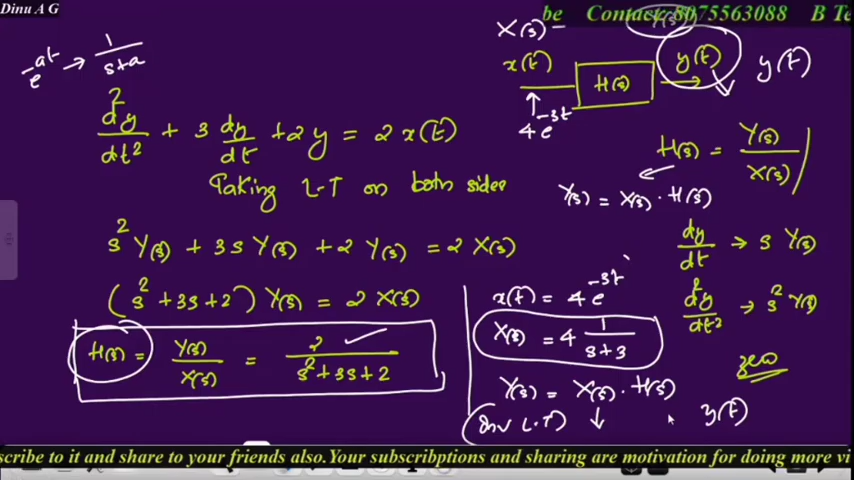 Dinu A G
be Contact: 8075563088 B Te
X(s) –
e^{-at} → 1/(s+a)
x(t) H(s) → y(t) y(t)
4e^{-3t}
d²y/dt² + 3 dy/dt + 2y = 2x(t)
Taking L.T on both sides
H(s) = Y(s)/X(s)
Y(s) = X(s) · H(s)
s² Y(s) + 3s Y(s) + 2 Y(s) = 2 X(s)
dy/dt → s Y(s)
(s² + 3s + 2) Y(s) = 2 X(s)
d²y/dt² → s² Y(s)
H(s) = Y(s)/X(s) = 2/(s² + 3s + 2)
x(t) = 4 e^{-3t}
X(s) = 4 1/(s+3)
zero
Y(s) = X(s) · H(s)
Inv L.T) ↓ y(t)
scribe to it and share to your friends also.Your subscribptions and sharing are motivation for doing more vi